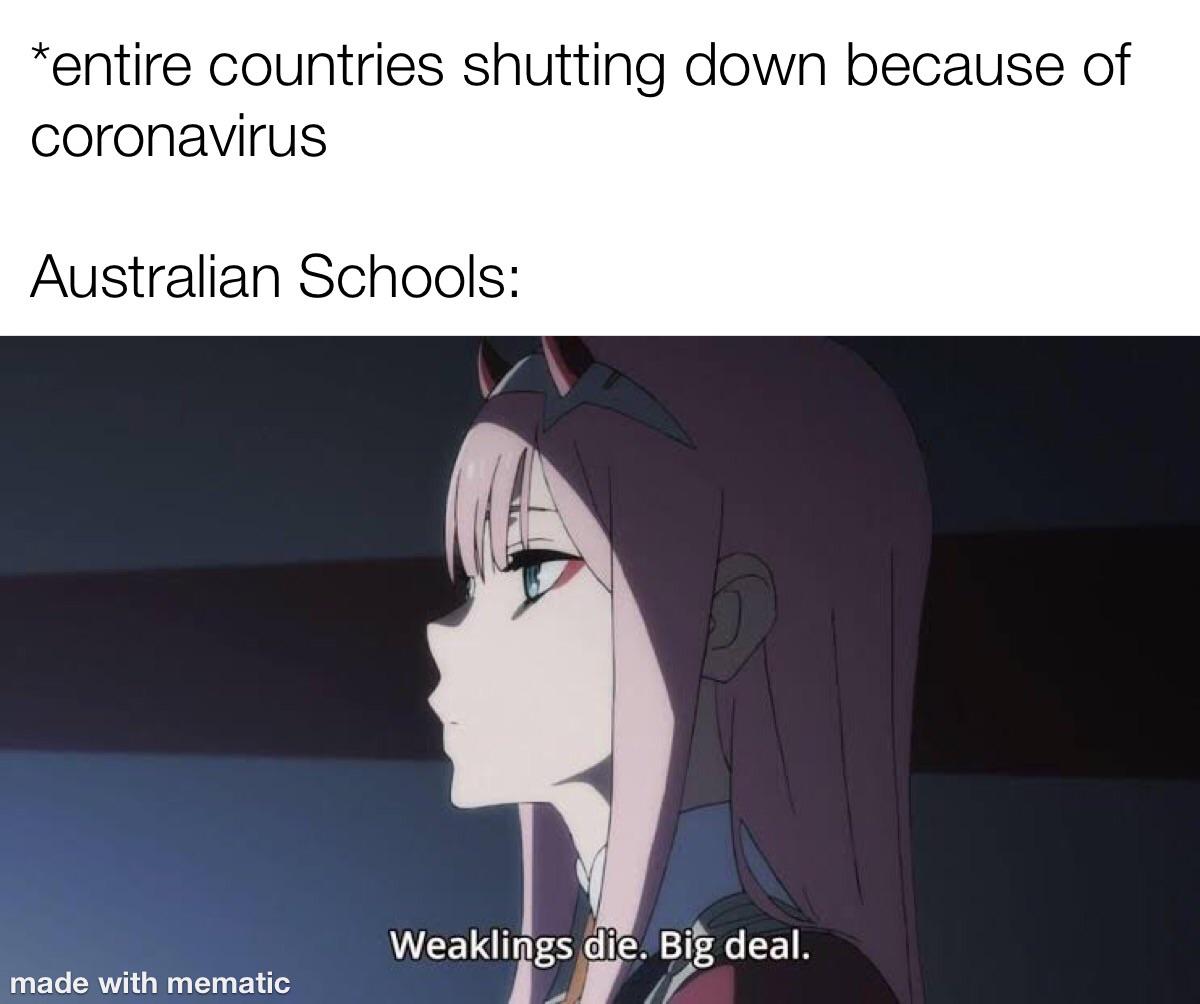 *entire countries shutting down because of
coronavirus
Australian Schools:
Weaklings die. Big deal.
made with mematic